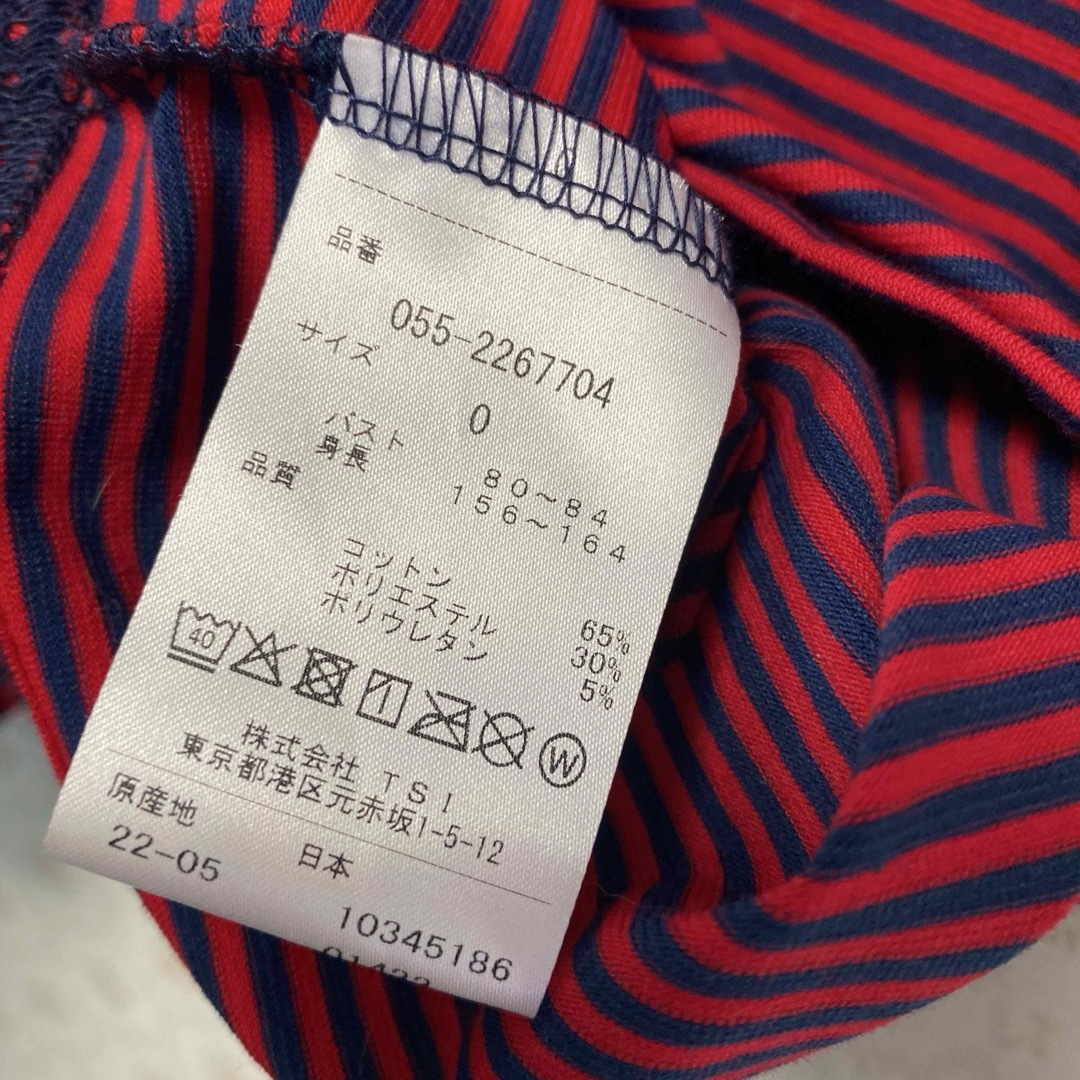 品番
055-2267704
サイズ
0
バスト 80～84
身長 156～164
品質
コットン 65%
ポリエステル 30%
ポリウレタン 5%
40
W
株式会社 TSI
東京都港区元赤坂1-5-12
原産地 日本
22-05
10345186